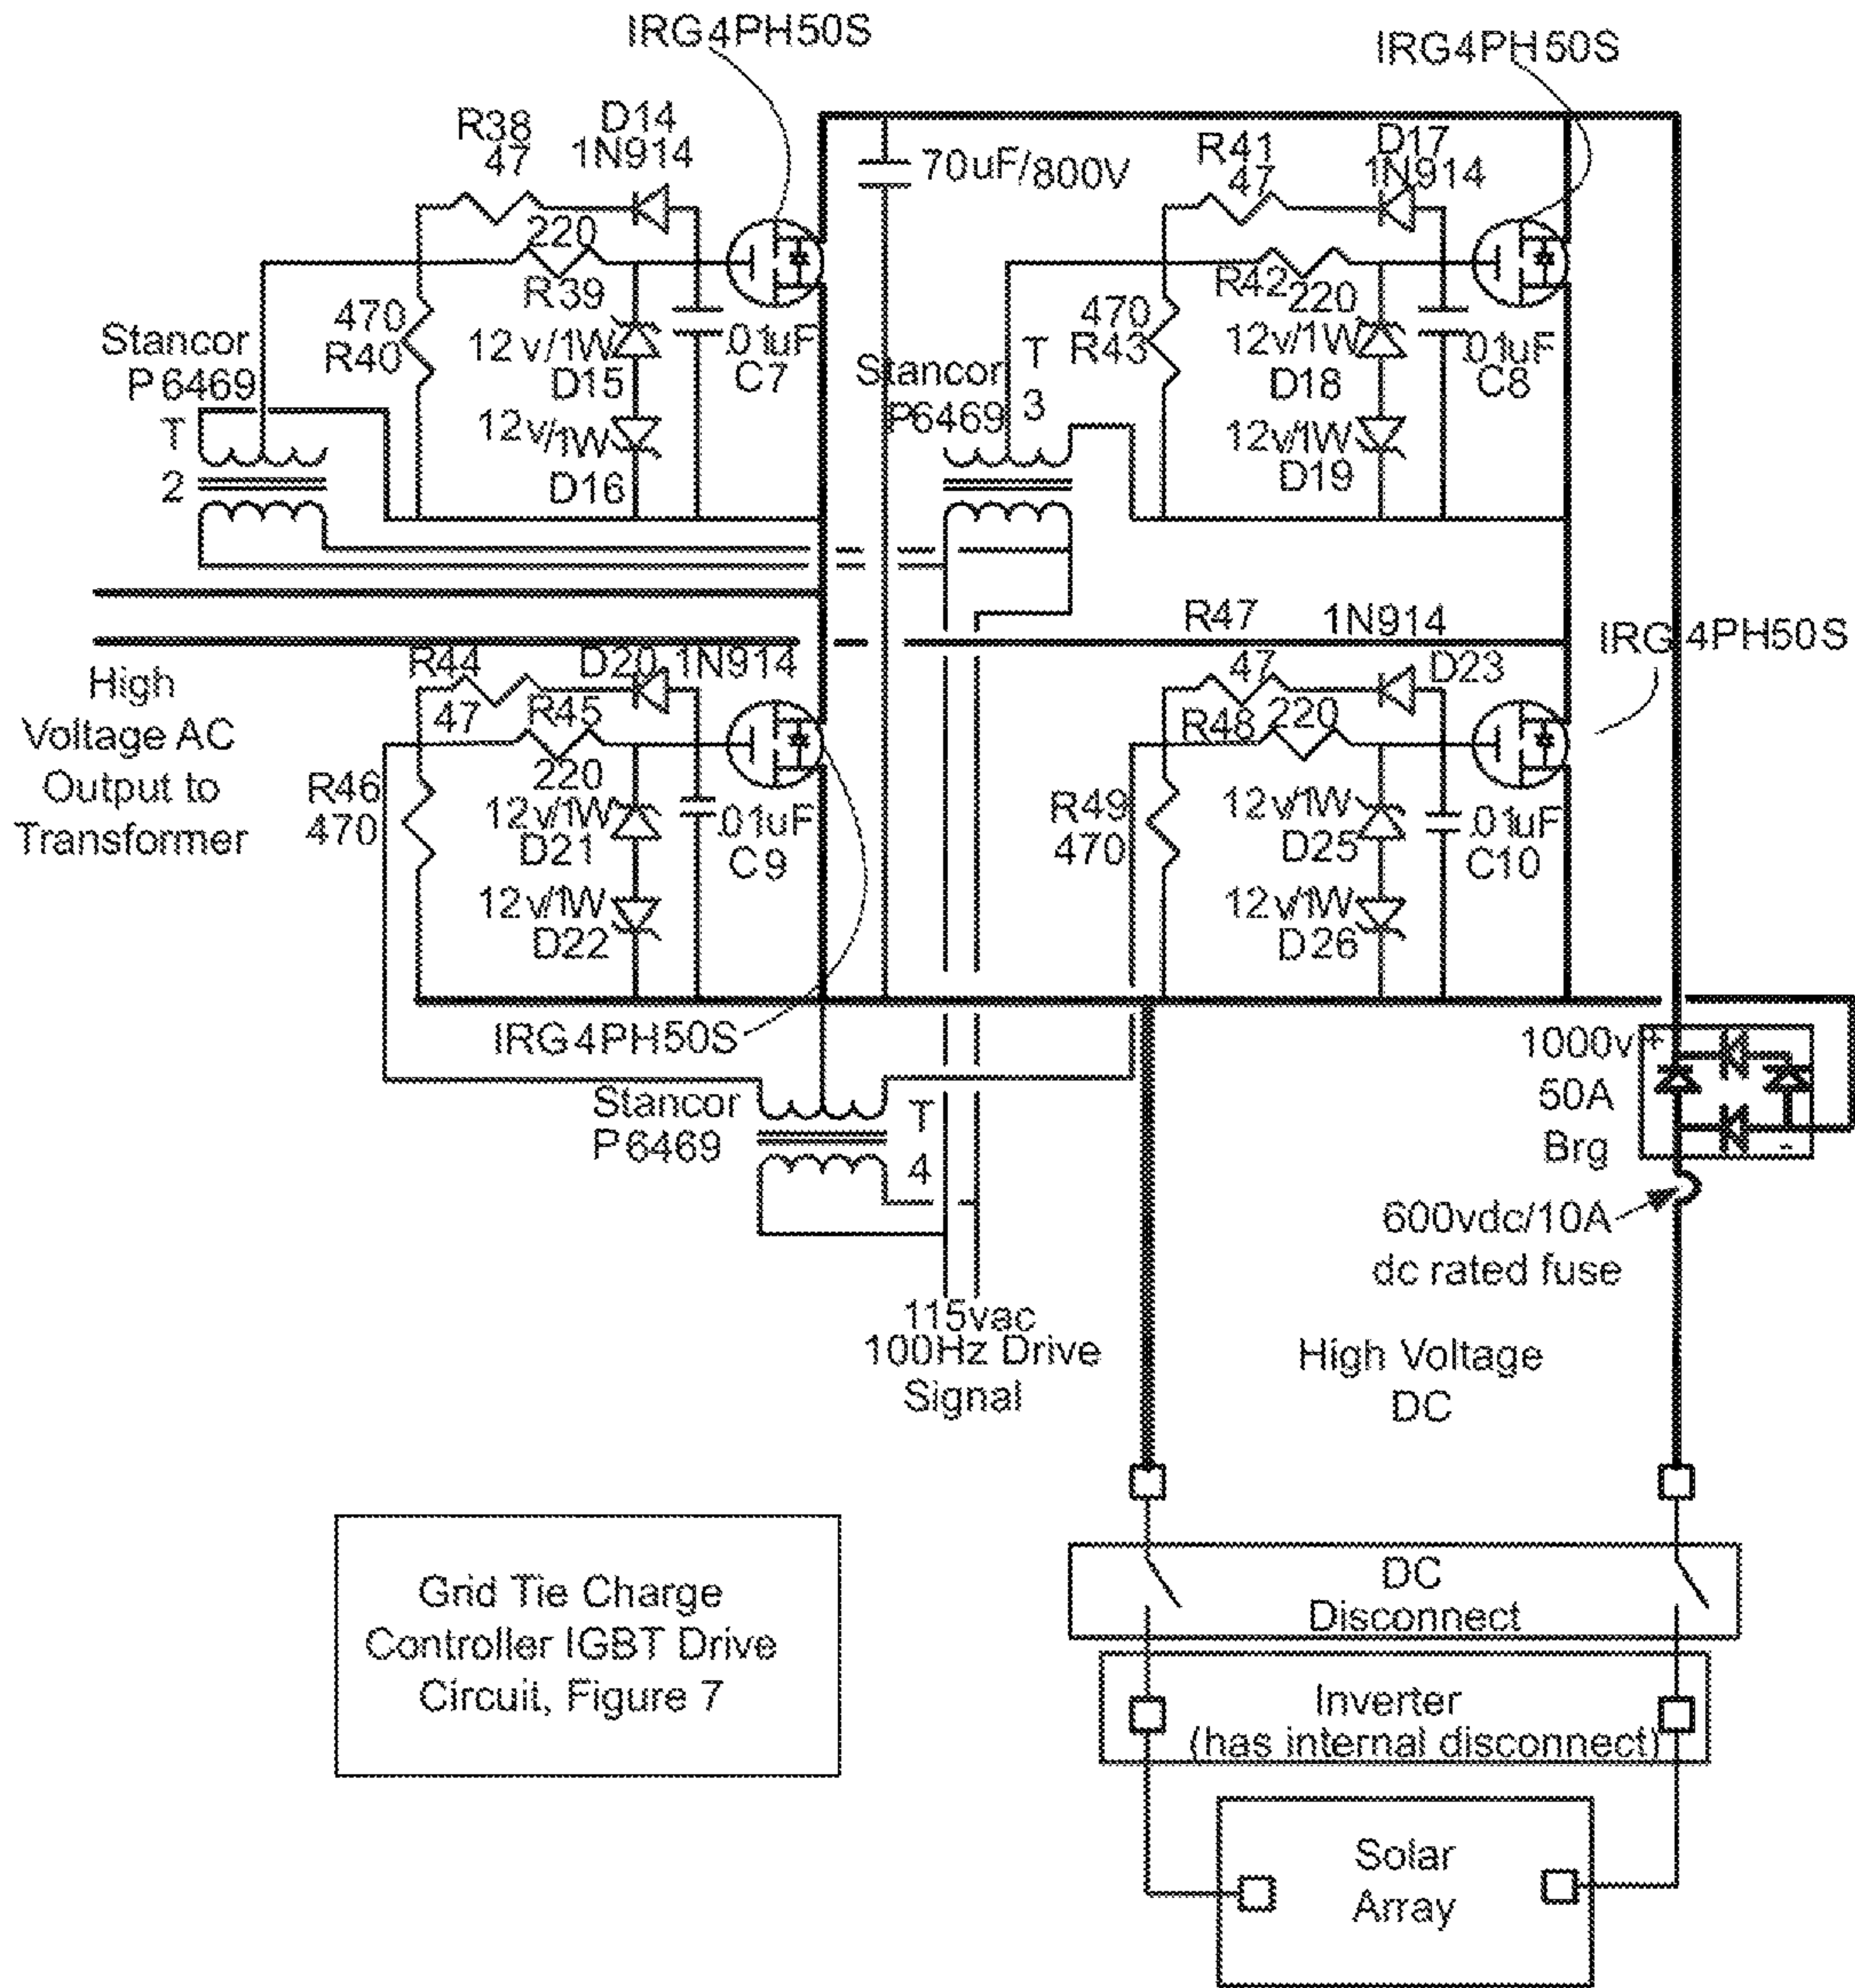 IRG4PH50S
IRG4PH50S
R38
47
D14
1N914
70uF/800V
R41
47
D17
1N914
220
R39
R42
220
470
R40
12v/1W
D15
.01uF
C7
12v/1W
D16
Stancor
P6469
T
2
Stancor
P6469
T
3
470
R43
12v/1W
D18
.01uF
C8
12v/1W
D19
High
Voltage AC
Output to
Transformer
R44
47
D20
1N914
R45
220
R46
470
12v/1W
D21
.01uF
C9
12v/1W
D22
R47
47
1N914
D23
IRG4PH50S
R48
220
R49
470
12v/1W
D25
.01uF
C10
12v/1W
D26
IRG4PH50S
Stancor
P6469
T
4
1000v
50A
Brg
+
-
600vdc/10A
dc rated fuse
115vac
100Hz Drive
Signal
High Voltage
DC
Grid Tie Charge
Controller IGBT Drive
Circuit, Figure 7
DC
Disconnect
Inverter
(has internal disconnect)
Solar
Array